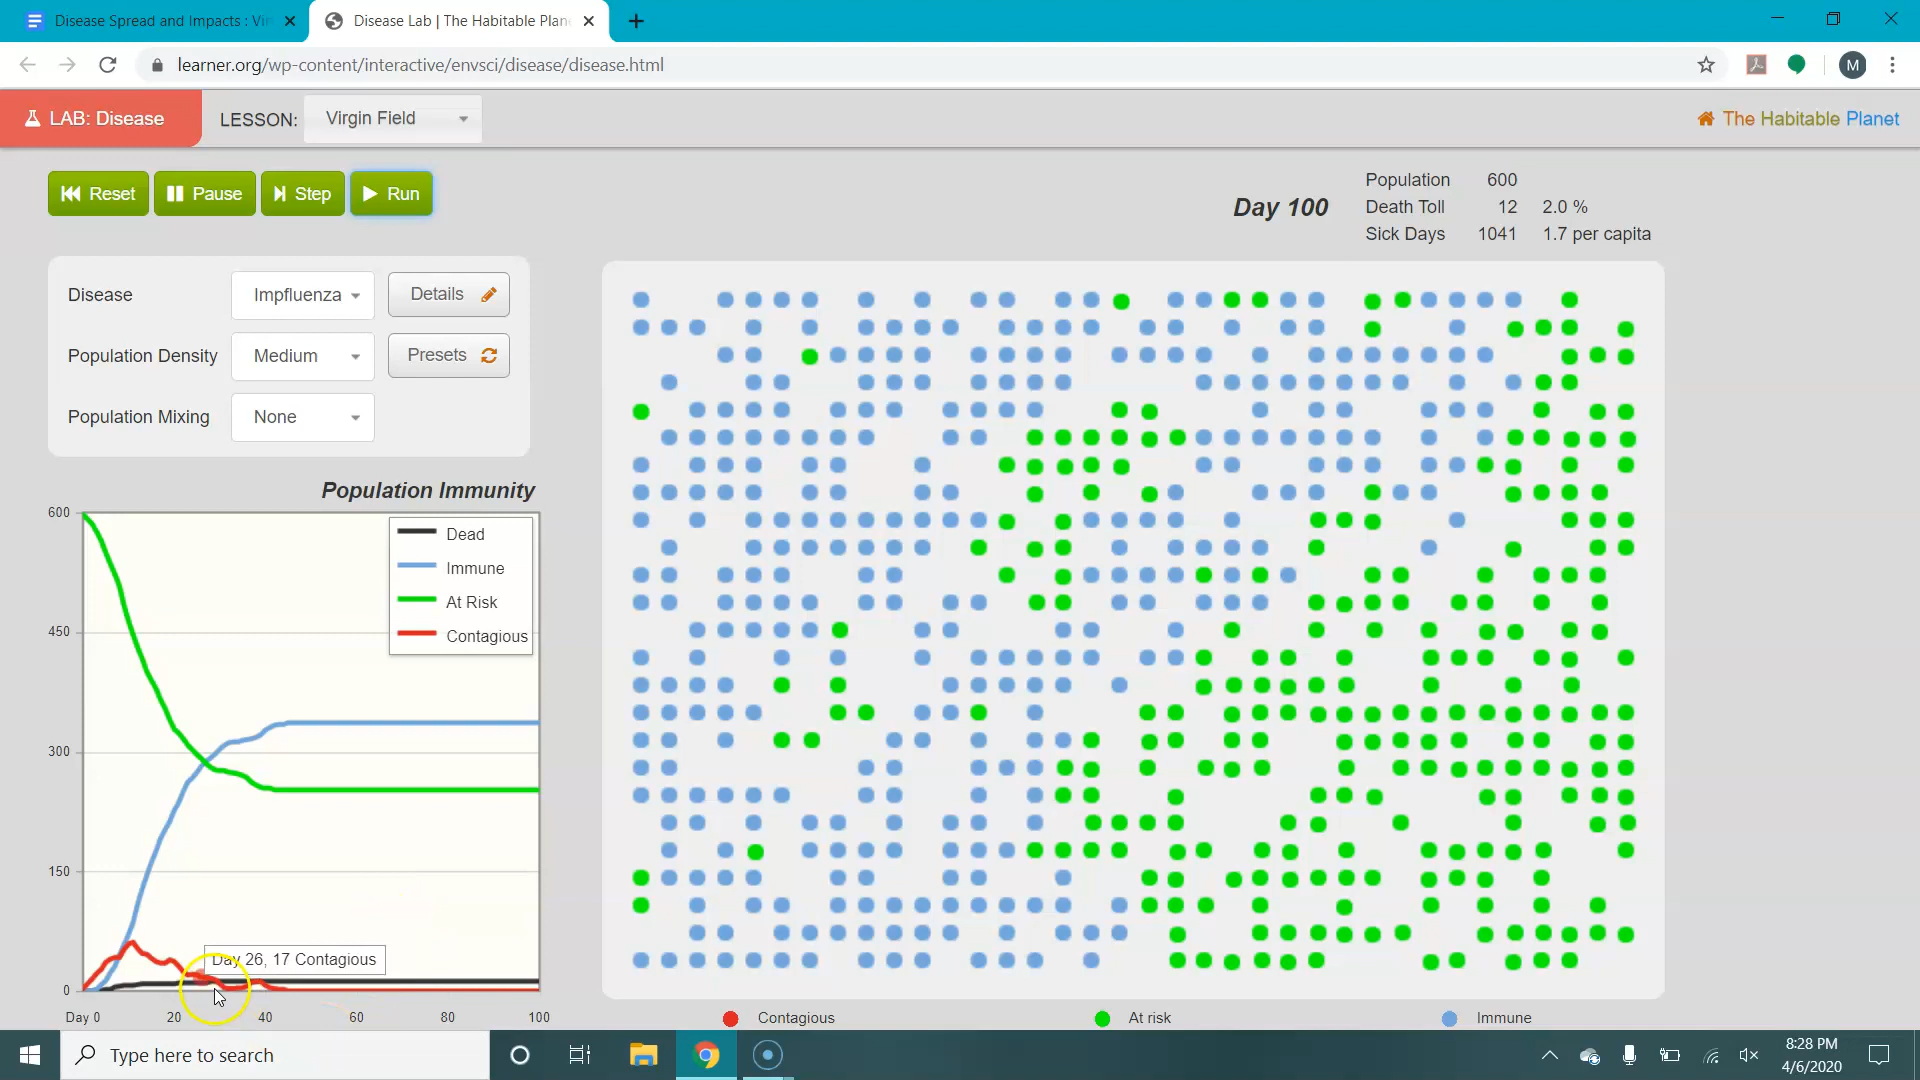 Disease Spread and Impacts : Vir
Disease Lab | The Habitable Plan
learner.org/wp-content/interactive/envsci/disease/disease.html
M
LAB: Disease
LESSON:
Virgin Field
The Habitable Planet
Reset
Pause
Step
Run
Day 100
Population 600
Death Toll 12 2.0 %
Sick Days 1041 1.7 per capita
Disease
Impfluenza
Details
Population Density
Medium
Presets
Population Mixing
None
Population Immunity
600
450
300
150
0
Dead
Immune
At Risk
Contagious
Day 26, 17 Contagious
Day 0 20 40 60 80 100
Contagious
At risk
Immune
Type here to search
8:28 PM
4/6/2020